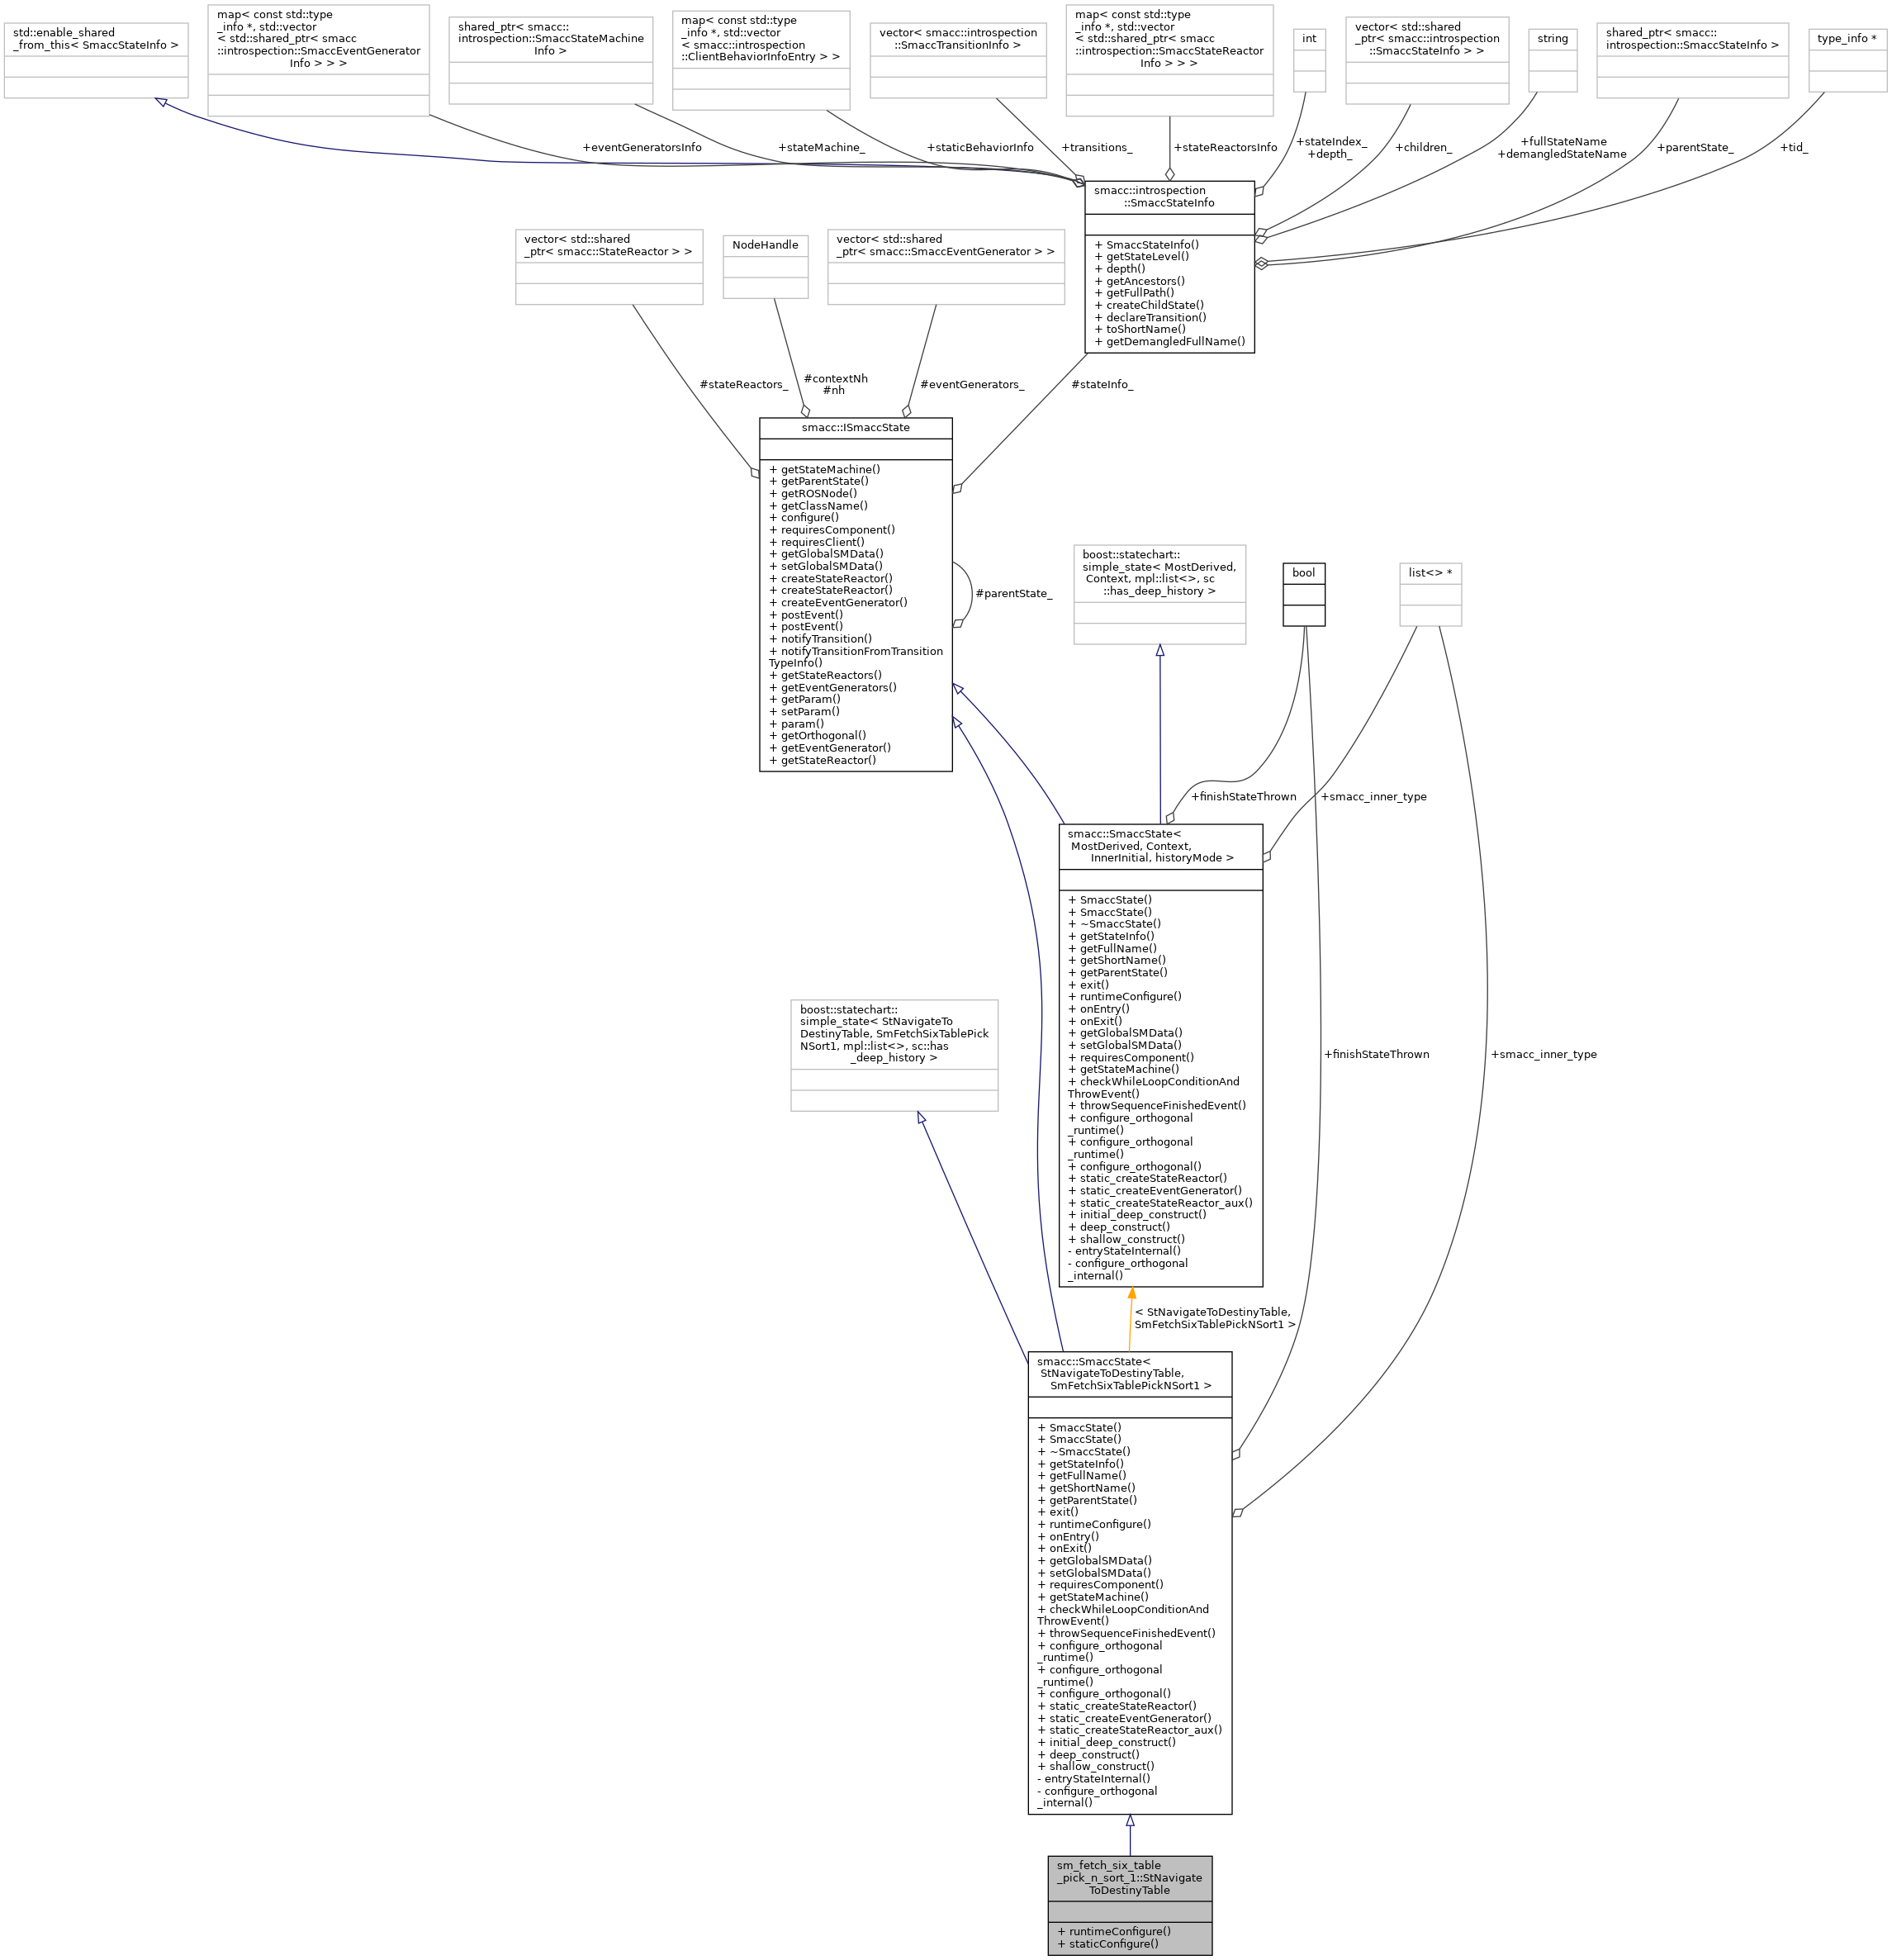 std::enable_shared
_from_this< SmaccStateInfo >
map< const std::type
_info *, std::vector
< std::shared_ptr< smacc
::introspection::SmaccEventGenerator
Info > > >
shared_ptr< smacc::
introspection::SmaccStateMachine
Info >
map< const std::type
_info *, std::vector
< smacc::introspection
::ClientBehaviorInfoEntry > >
vector< smacc::introspection
::SmaccTransitionInfo >
map< const std::type
_info *, std::vector
< std::shared_ptr< smacc
::introspection::SmaccStateReactor
Info > > >
int
vector< std::shared
_ptr< smacc::introspection
::SmaccStateInfo > >
string
shared_ptr< smacc::
introspection::SmaccStateInfo >
type_info *
+eventGeneratorsInfo
+stateMachine_
+staticBehaviorInfo
+transitions_
+stateReactorsInfo
+stateIndex_
+depth_
+children_
+fullStateName
+demangledStateName
+parentState_
+tid_
smacc::introspection
::SmaccStateInfo
+ SmaccStateInfo()
+ getStateLevel()
+ depth()
+ getAncestors()
+ getFullPath()
+ createChildState()
+ declareTransition()
+ toShortName()
+ getDemangledFullName()
vector< std::shared
_ptr< smacc::StateReactor > >
NodeHandle
vector< std::shared
_ptr< smacc::SmaccEventGenerator > >
#stateReactors_
#contextNh
#nh
#eventGenerators_
#stateInfo_
smacc::ISmaccState
+ getStateMachine()
+ getParentState()
+ getROSNode()
+ getClassName()
+ configure()
+ requiresComponent()
+ requiresClient()
+ getGlobalSMData()
+ setGlobalSMData()
+ createStateReactor()
+ createStateReactor()
+ createEventGenerator()
+ postEvent()
+ postEvent()
+ notifyTransition()
+ notifyTransitionFromTransition
TypeInfo()
+ getStateReactors()
+ getEventGenerators()
+ getParam()
+ setParam()
+ param()
+ getOrthogonal()
+ getEventGenerator()
+ getStateReactor()
#parentState_
boost::statechart::
simple_state< MostDerived,
Context, mpl::list<>, sc
::has_deep_history >
bool
list<> *
+finishStateThrown
+smacc_inner_type
smacc::SmaccState<
MostDerived, Context,
InnerInitial, historyMode >
+ SmaccState()
+ SmaccState()
+ ~SmaccState()
+ getStateInfo()
+ getFullName()
+ getShortName()
+ getParentState()
+ exit()
+ runtimeConfigure()
+ onEntry()
+ onExit()
+ getGlobalSMData()
+ setGlobalSMData()
+ requiresComponent()
+ getStateMachine()
+ checkWhileLoopConditionAnd
ThrowEvent()
+ throwSequenceFinishedEvent()
+ configure_orthogonal
_runtime()
+ configure_orthogonal
_runtime()
+ configure_orthogonal()
+ static_createStateReactor()
+ static_createEventGenerator()
+ static_createStateReactor_aux()
+ initial_deep_construct()
+ deep_construct()
+ shallow_construct()
- entryStateInternal()
- configure_orthogonal
_internal()
boost::statechart::
simple_state< StNavigateTo
DestinyTable, SmFetchSixTablePick
NSort1, mpl::list<>, sc::has
_deep_history >
+finishStateThrown
+smacc_inner_type
< StNavigateToDestinyTable,
SmFetchSixTablePickNSort1 >
smacc::SmaccState<
StNavigateToDestinyTable,
SmFetchSixTablePickNSort1 >
+ SmaccState()
+ SmaccState()
+ ~SmaccState()
+ getStateInfo()
+ getFullName()
+ getShortName()
+ getParentState()
+ exit()
+ runtimeConfigure()
+ onEntry()
+ onExit()
+ getGlobalSMData()
+ setGlobalSMData()
+ requiresComponent()
+ getStateMachine()
+ checkWhileLoopConditionAnd
ThrowEvent()
+ throwSequenceFinishedEvent()
+ configure_orthogonal
_runtime()
+ configure_orthogonal
_runtime()
+ configure_orthogonal()
+ static_createStateReactor()
+ static_createEventGenerator()
+ static_createStateReactor_aux()
+ initial_deep_construct()
+ deep_construct()
+ shallow_construct()
- entryStateInternal()
- configure_orthogonal
_internal()
sm_fetch_six_table
_pick_n_sort_1::StNavigate
ToDestinyTable
+ runtimeConfigure()
+ staticConfigure()